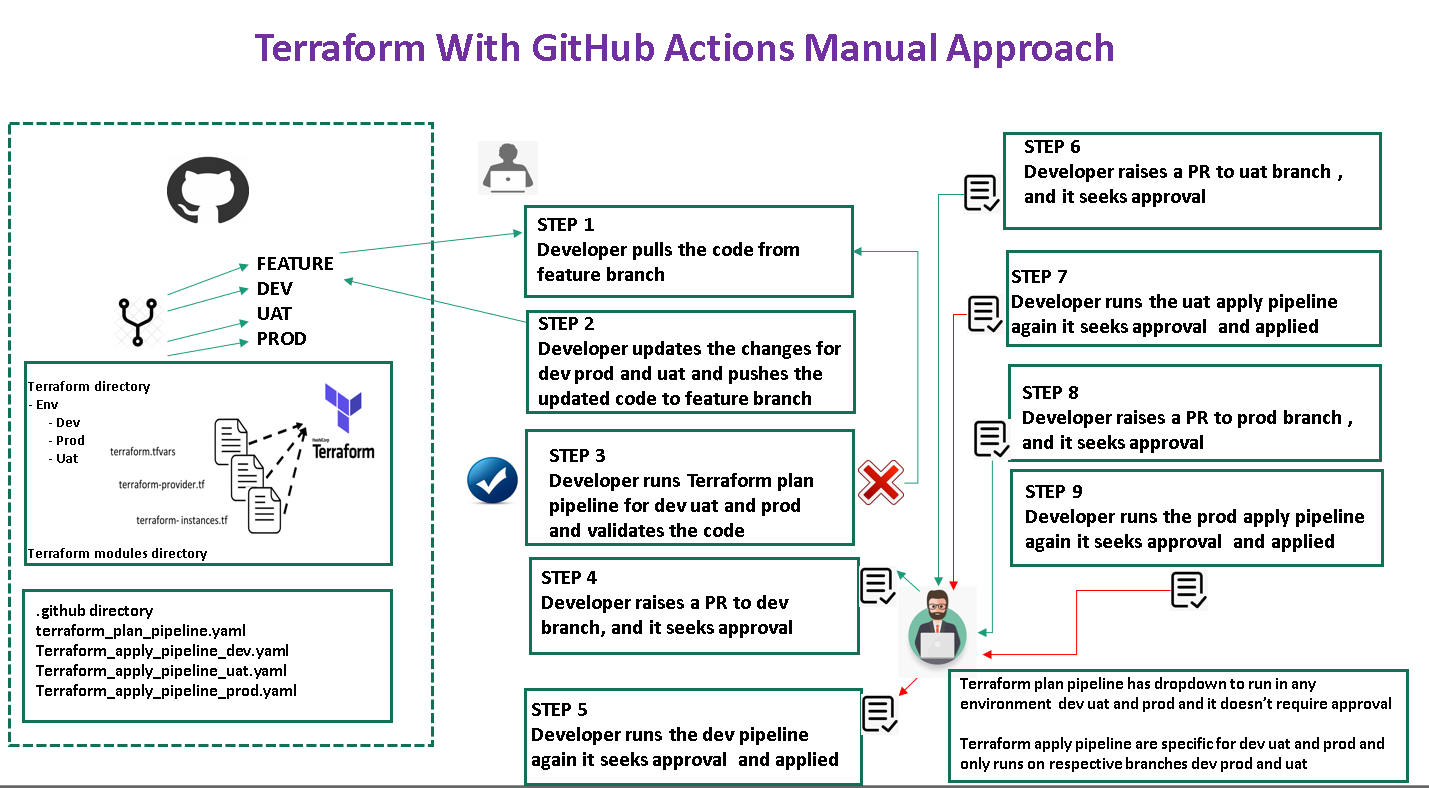 Terraform With GitHub Actions Manual Approach
FEATURE
DEV
UAT
PROD
Terraform directory
- Env
- Dev
- Prod
- Uat
terraform.tfvars
terraform-provider.tf
terraform- instances.tf
HashiCorp
Terraform
Terraform modules directory
.github directory
terraform_plan_pipeline.yaml
Terraform_apply_pipeline_dev.yaml
Terraform_apply_pipeline_uat.yaml
Terraform_apply_pipeline_prod.yaml
STEP 1
Developer pulls the code from
feature branch
STEP 2
Developer updates the changes for
dev prod and uat and pushes the
updated code to feature branch
STEP 3
Developer runs Terraform plan
pipeline for dev uat and prod
and validates the code
STEP 4
Developer raises a PR to dev
branch, and it seeks approval
STEP 5
Developer runs the dev pipeline
again it seeks approval  and applied
STEP 6
Developer raises a PR to uat branch ,
and it seeks approval
STEP 7
Developer runs the uat apply pipeline
again it seeks approval  and applied
STEP 8
Developer raises a PR to prod branch ,
and it seeks approval
STEP 9
Developer runs the prod apply pipeline
again it seeks approval  and applied
Terraform plan pipeline has dropdown to run in any
environment  dev uat and prod and it doesn't require approval
Terraform apply pipeline are specific for dev uat and prod and
only runs on respective branches dev prod and uat